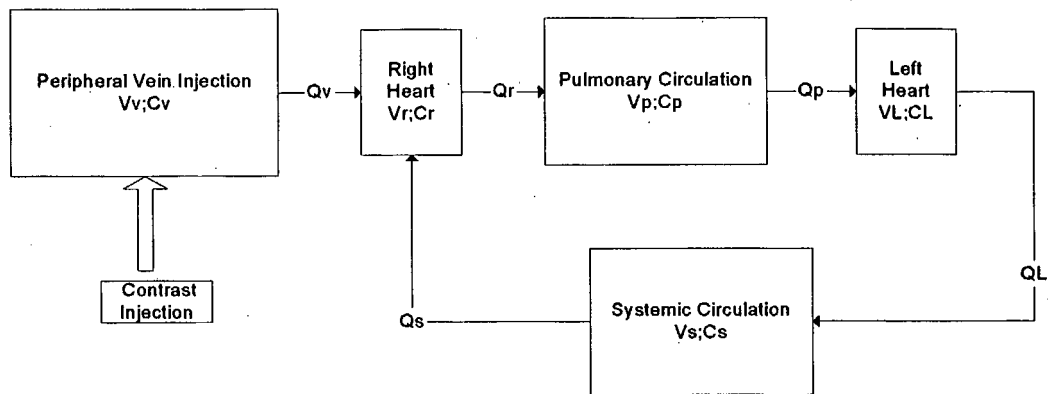 Peripheral Vein Injection
Vv;Cv
Qv
Right
Heart
Vr;Cr
Qr
Pulmonary Circulation
Vp;Cp
Qp
Left
Heart
VL;CL
QL
Contrast
Injection
Qs
Systemic Circulation
Vs;Cs